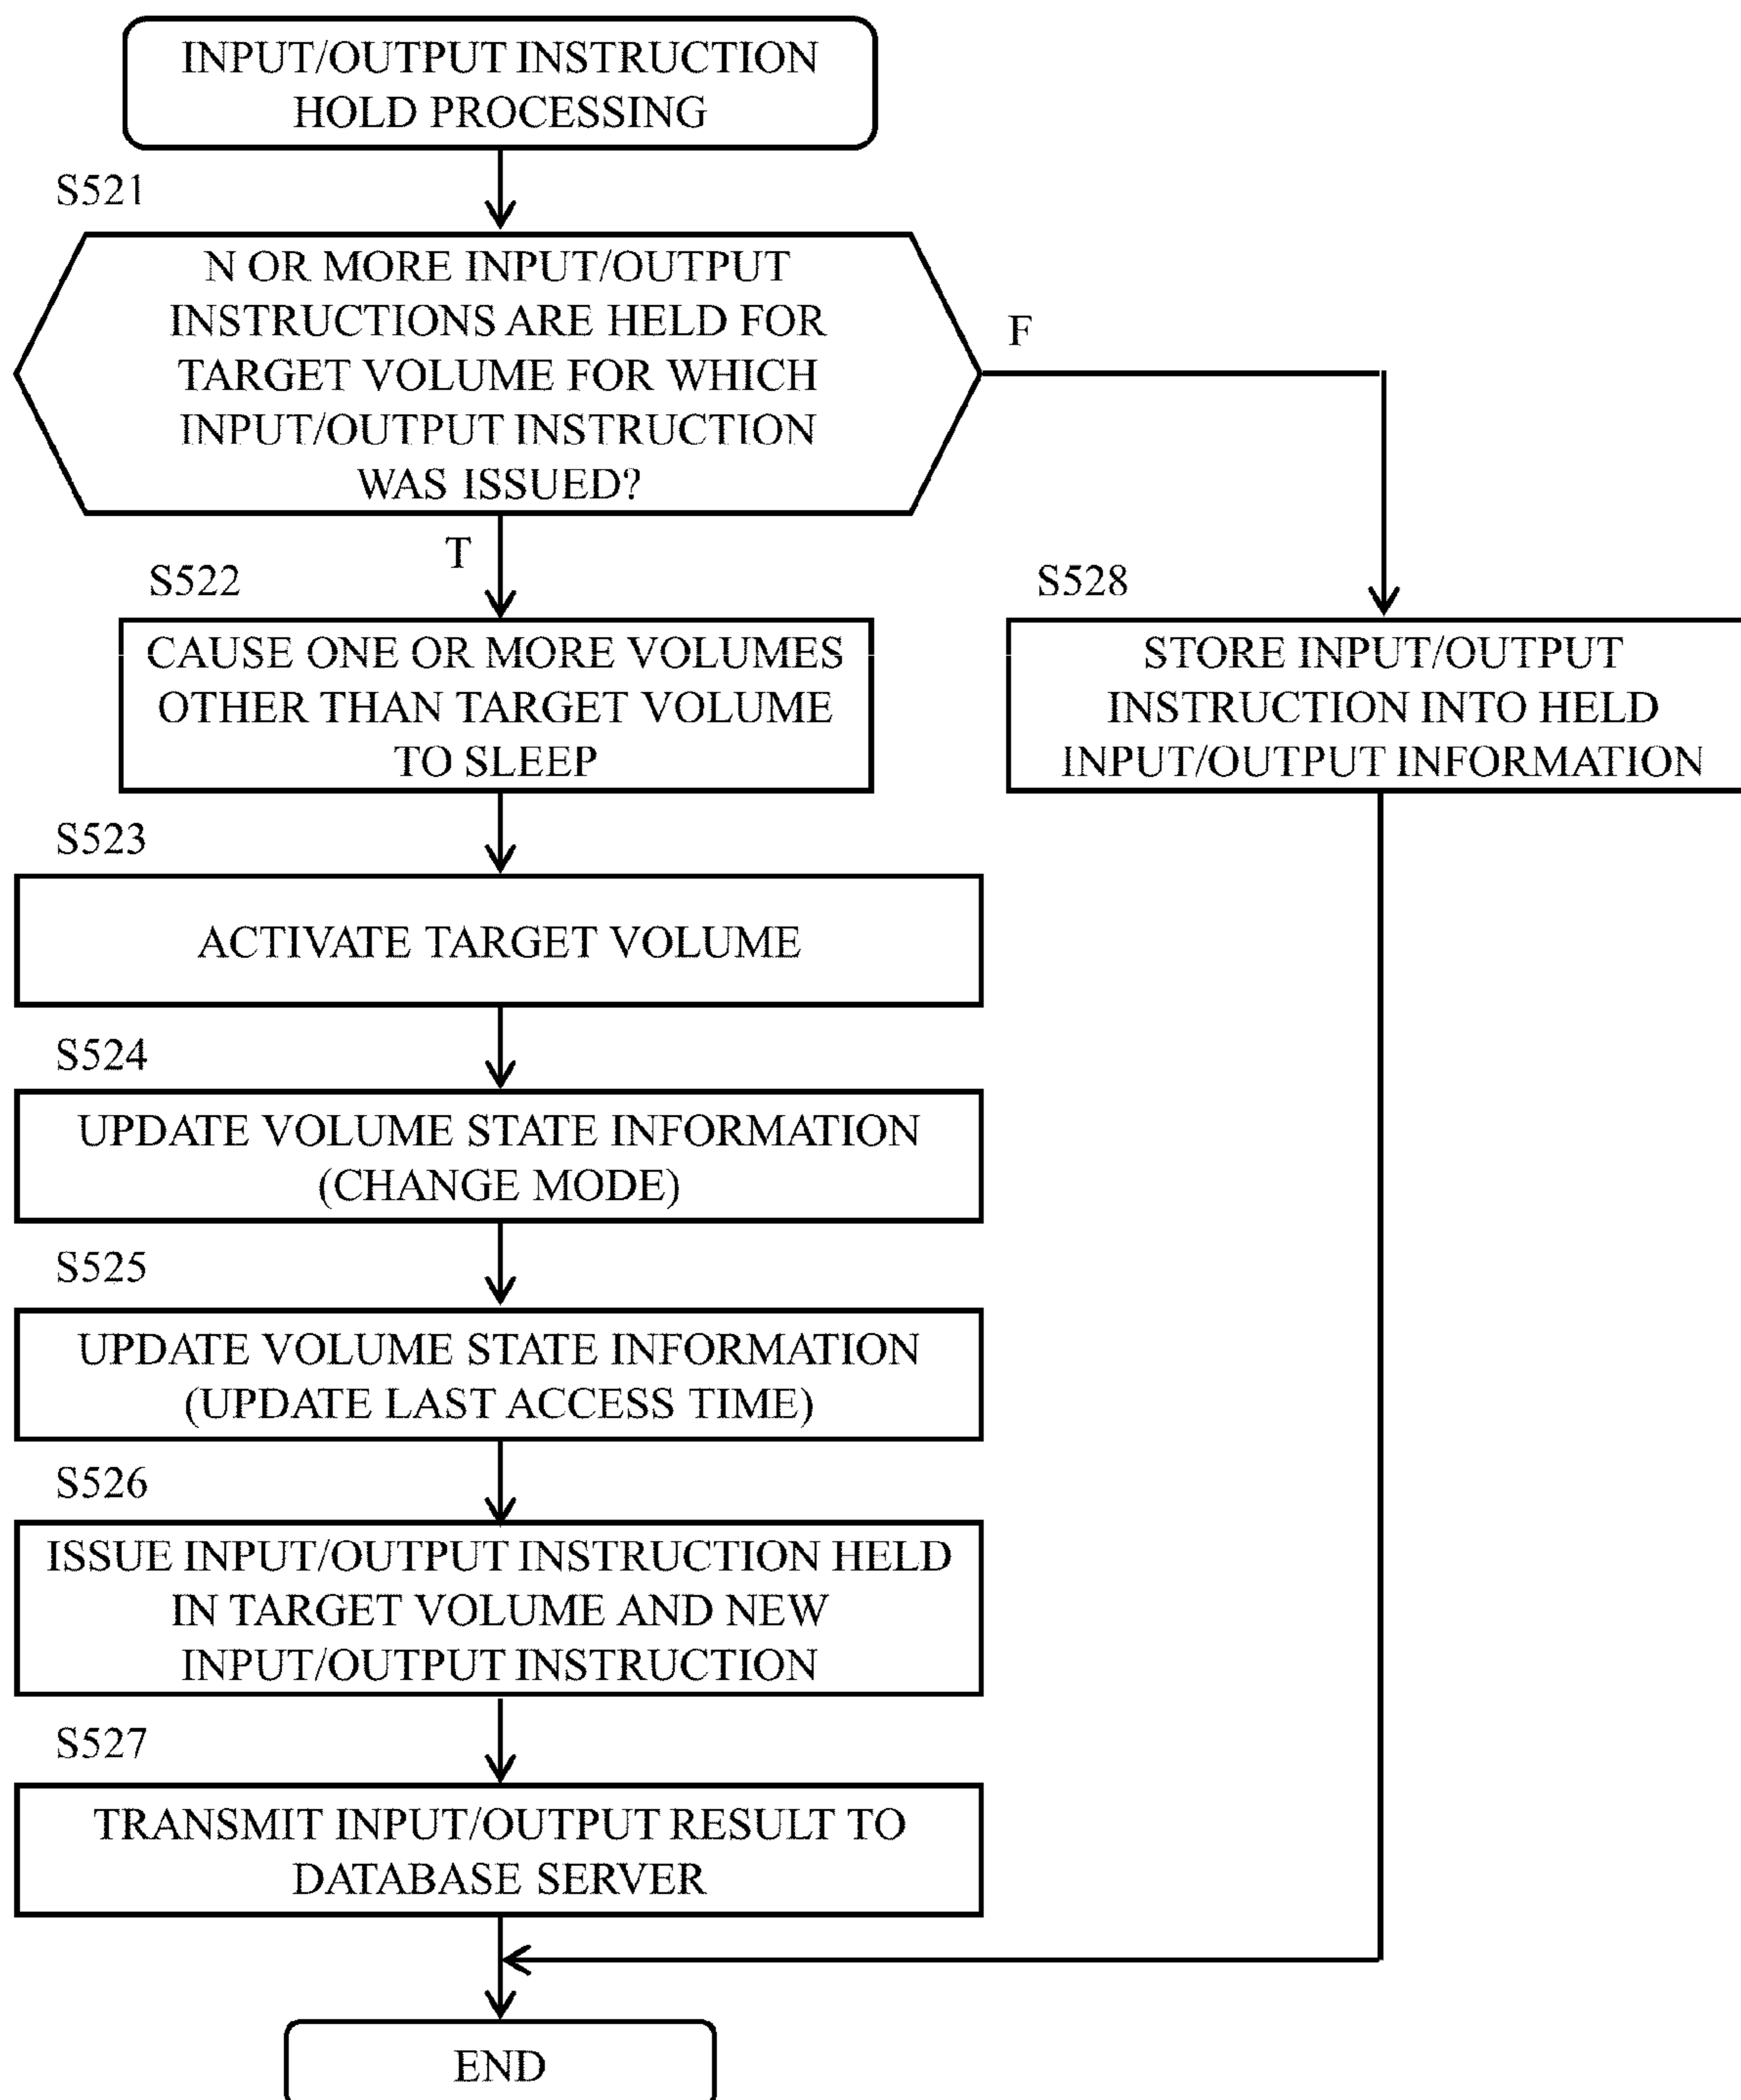 INPUT/OUTPUT INSTRUCTION
HOLD PROCESSING
S521
N OR MORE INPUT/OUTPUT
INSTRUCTIONS ARE HELD FOR
TARGET VOLUME FOR WHICH
INPUT/OUTPUT INSTRUCTION
WAS ISSUED?
F
T
S522
CAUSE ONE OR MORE VOLUMES
OTHER THAN TARGET VOLUME
TO SLEEP
S528
STORE INPUT/OUTPUT
INSTRUCTION INTO HELD
INPUT/OUTPUT INFORMATION
S523
ACTIVATE TARGET VOLUME
S524
UPDATE VOLUME STATE INFORMATION
(CHANGE MODE)
S525
UPDATE VOLUME STATE INFORMATION
(UPDATE LAST ACCESS TIME)
S526
ISSUE INPUT/OUTPUT INSTRUCTION HELD
IN TARGET VOLUME AND NEW
INPUT/OUTPUT INSTRUCTION
S527
TRANSMIT INPUT/OUTPUT RESULT TO
DATABASE SERVER
END